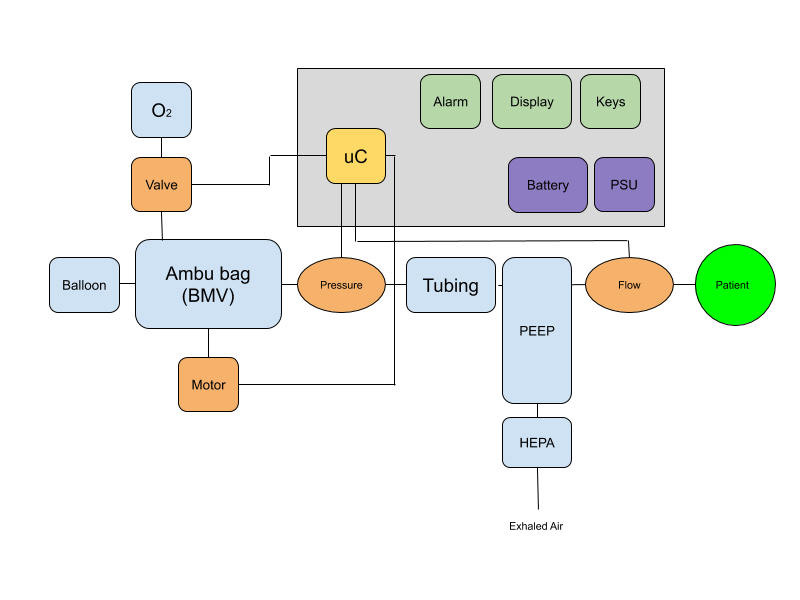 Alarm
Display
Keys
O₂
uC
Valve
Battery
PSU
Balloon
Ambu bag
(BMV)
Pressure
Tubing
PEEP
Flow
Patient
Motor
HEPA
Exhaled Air